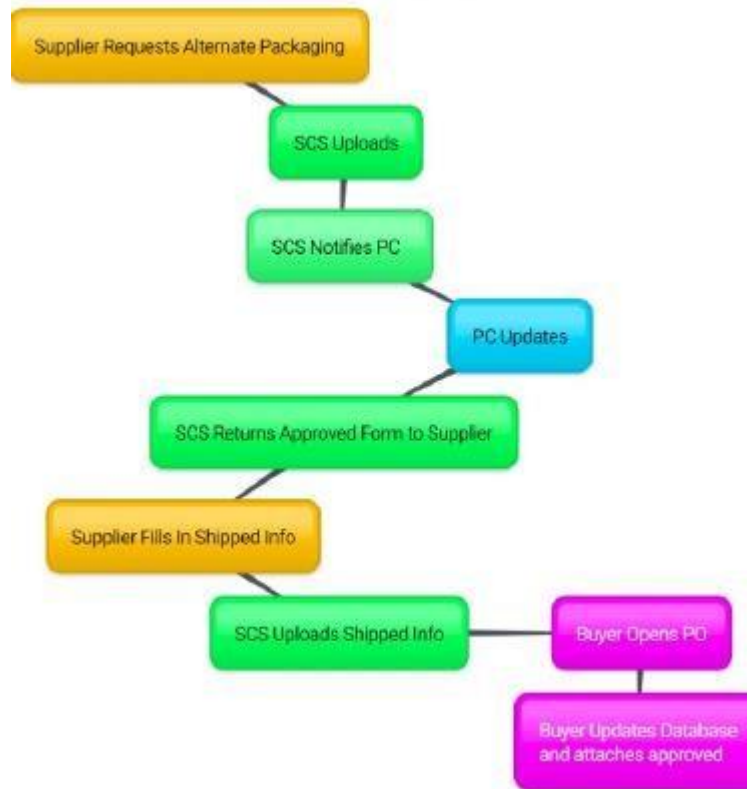 Supplier Requests Alternate Packaging
SCS Uploads
SCS Notifies PC
PC Updates
SCS Returns Approved Form to Supplier
Supplier Fills In Shipped Info
SCS Uploads Shipped Info
Buyer Opens PO
Buyer Updates Database
and attaches approved